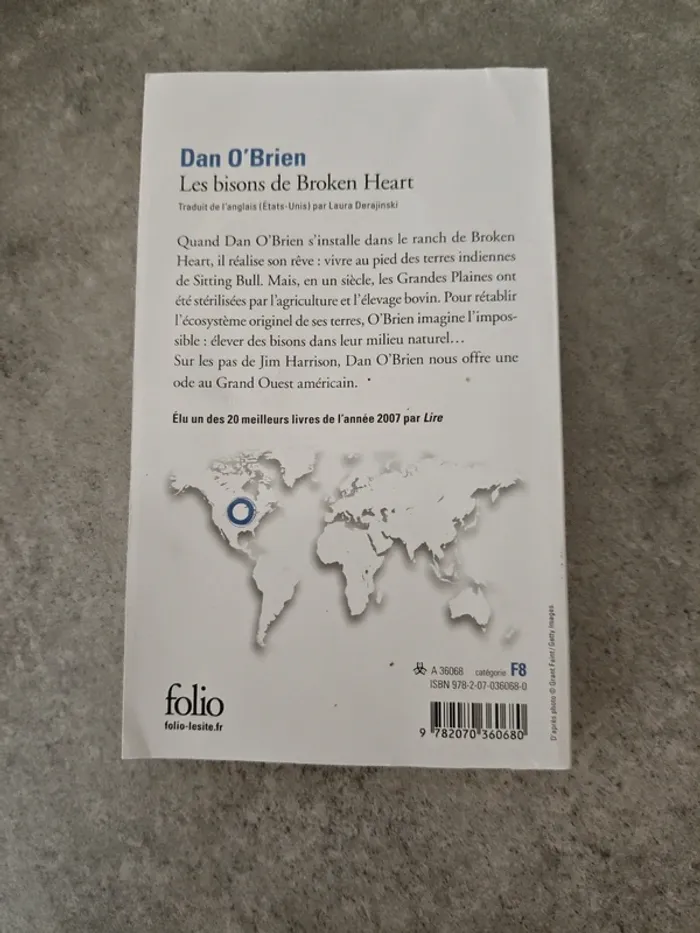 Dan O'Brien
Les bisons de Broken Heart
Traduit de l'anglais (États-Unis) par Laura Derajinski
Quand Dan O'Brien s'installe dans le ranch de Broken
Heart, il réalise son rêve : vivre au pied des terres indiennes
de Sitting Bull. Mais, en un siècle, les Grandes Plaines ont
été stérilisées par l'agriculture et l'élevage bovin. Pour rétablir
l'écosystème originel de ses terres, O'Brien imagine l'impos-
sible : élever des bisons dans leur milieu naturel...
Sur les pas de Jim Harrison, Dan O'Brien nous offre une
ode au Grand Ouest américain.
Élu un des 20 meilleurs livres de l'année 2007 par Lire
A 36068 catégorie F8
ISBN 978-2-07-036068-0
9 782070 360680
folio
folio-lesite.fr
D'après photo © Grant Faint / Getty Images.